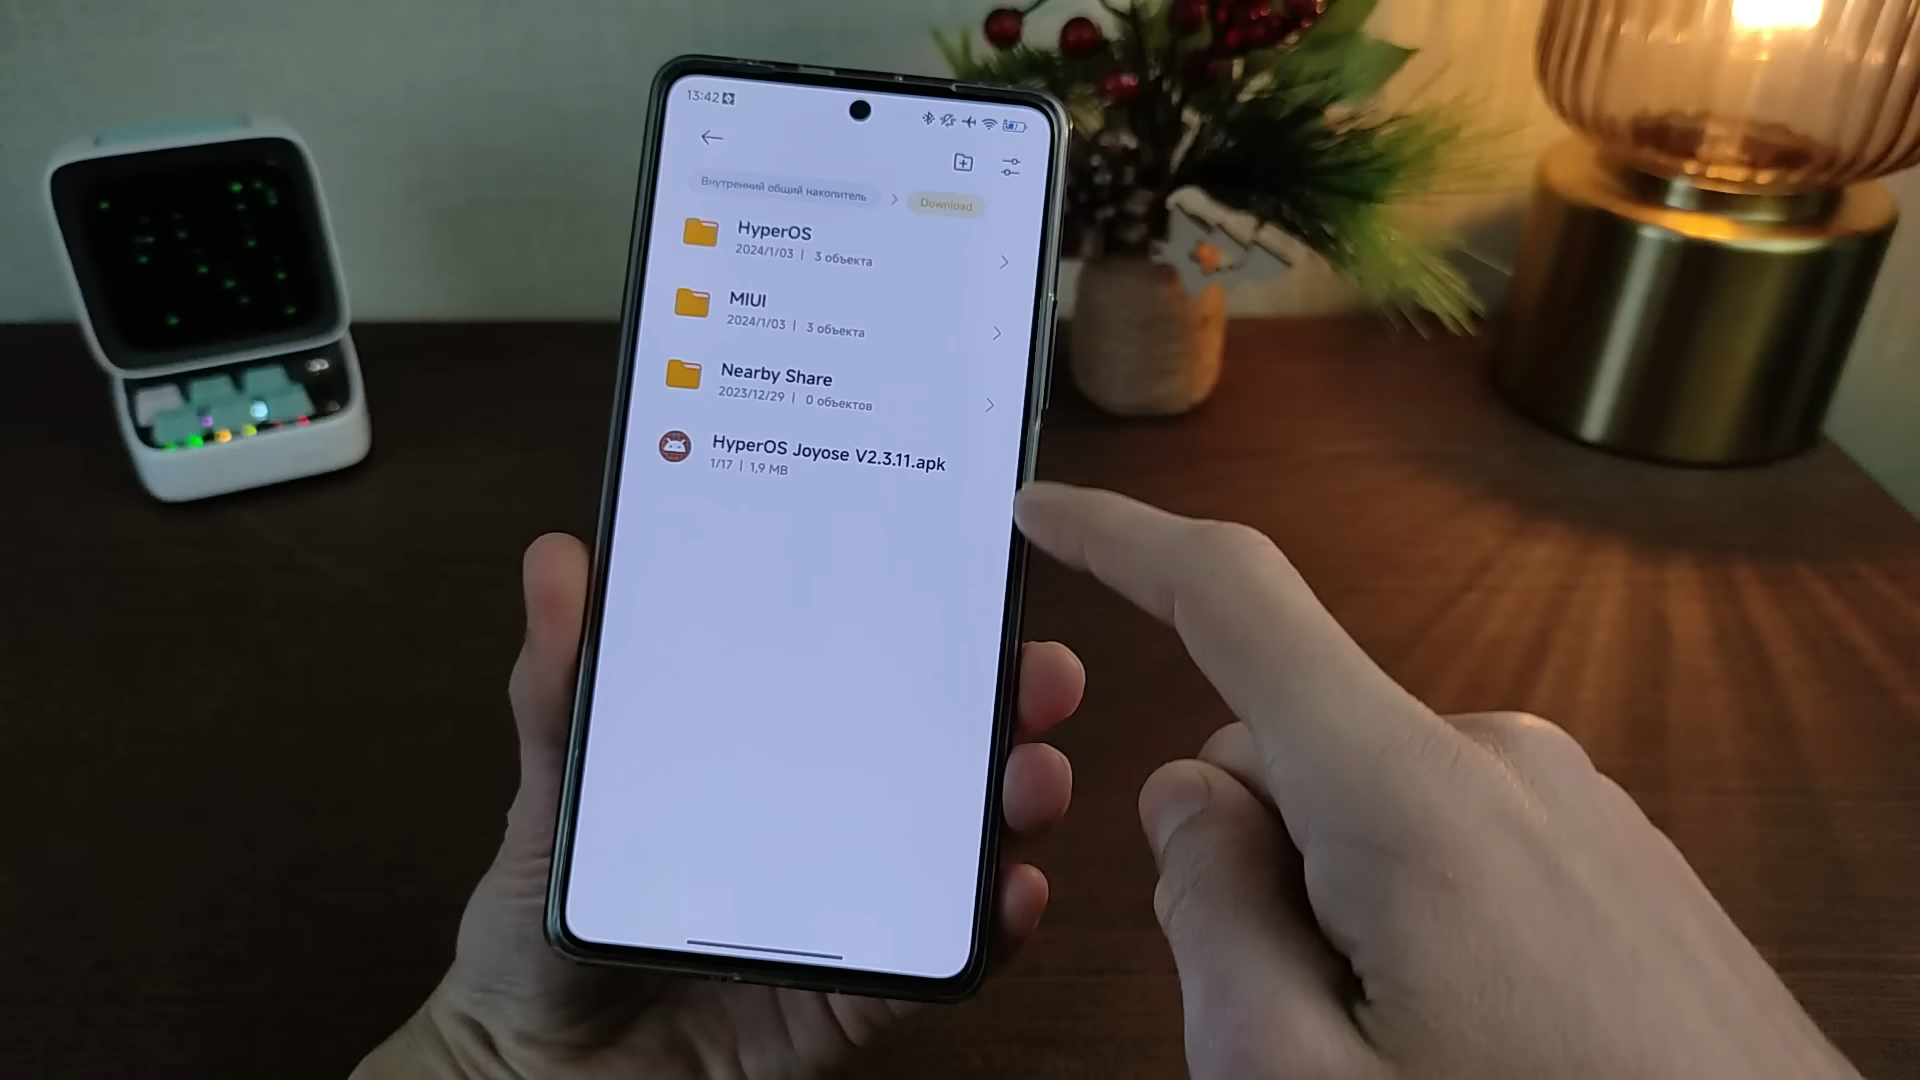 13:42
Внутренний общий накопитель
Download
HyperOS
2024/1/03 | 3 объекта
MIUI
2024/1/03 | 3 объекта
Nearby Share
2023/12/29 | 0 объектов
HyperOS Joyose V2.3.11.apk
1/17 | 1,9 MB